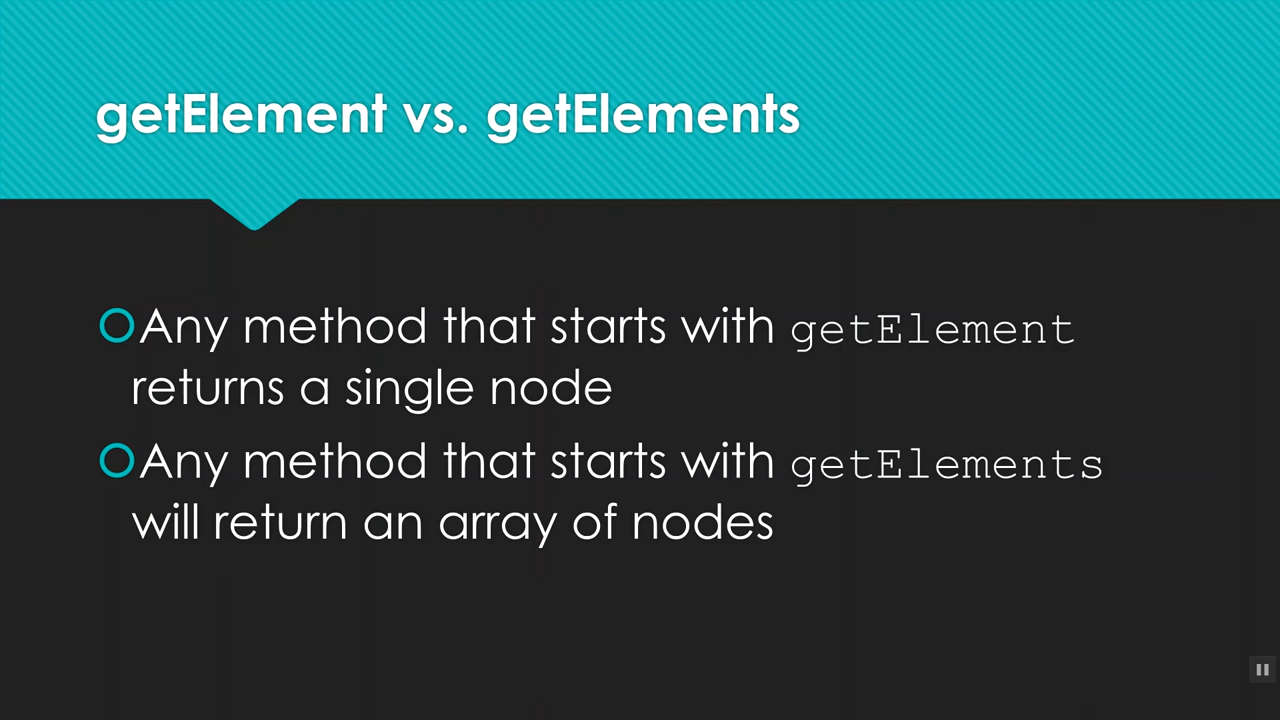 getElement vs. getElements
Any method that starts with getElement
returns a single node
Any method that starts with getElements
will return an array of nodes